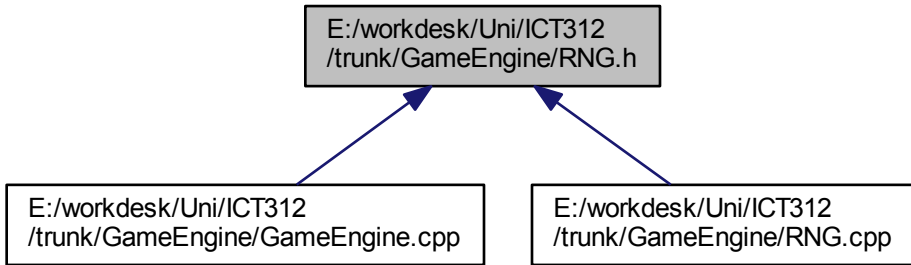 E:/workdesk/Uni/ICT312
/trunk/GameEngine/RNG.h
E:/workdesk/Uni/ICT312
/trunk/GameEngine/GameEngine.cpp
E:/workdesk/Uni/ICT312
/trunk/GameEngine/RNG.cpp